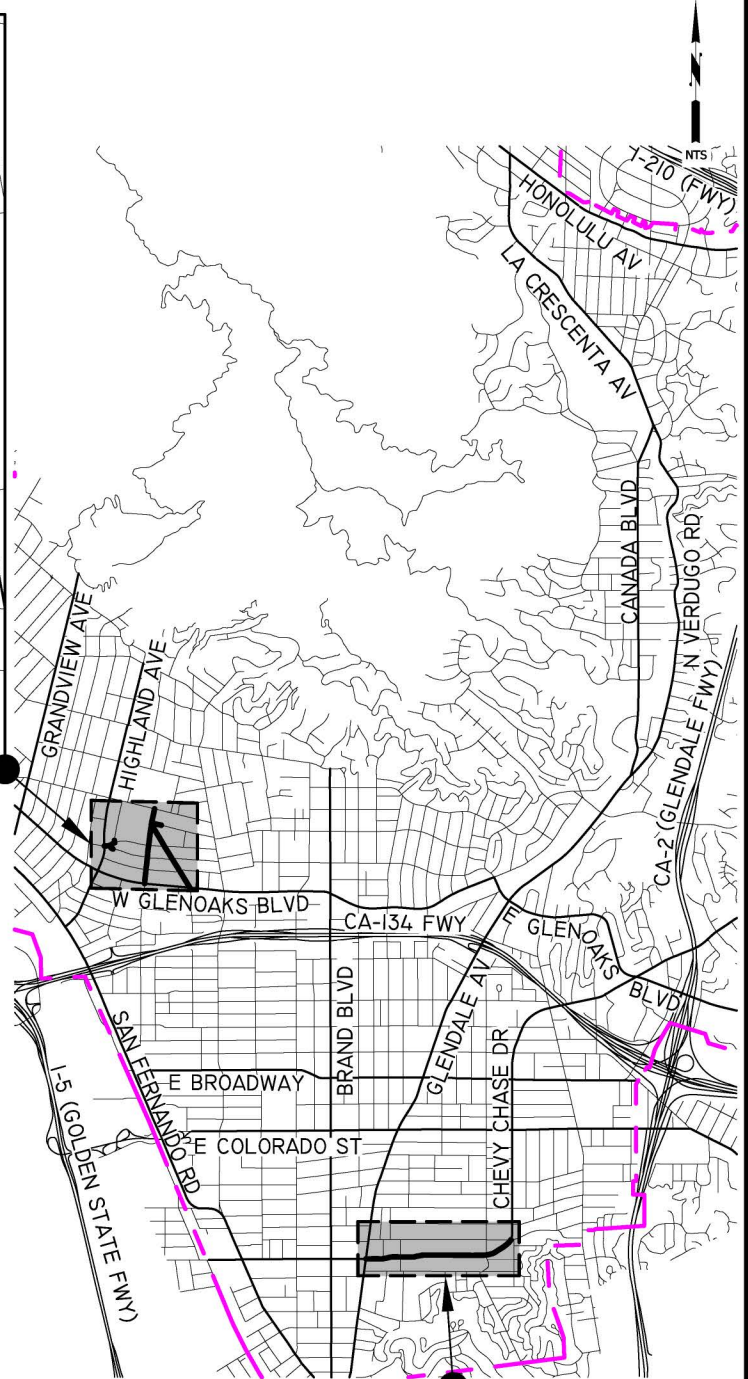 N
NTS
I-210 (FWY)
HONOLULU AV
LA CRESCENTA AV
CANADA BLVD
N VERDUGO RD
GRANDVIEW AVE
HIGHLAND AVE
CA-2 (GLENDALE FWY)
W GLENOAKS BLVD
CA-134 FWY
E GLENOAKS BLVD
GLENDALE AV
BRAND BLVD
SAN FERNANDO RD
CHEVY CHASE DR
E BROADWAY
I-5 (GOLDEN STATE FWY)
E COLORADO ST